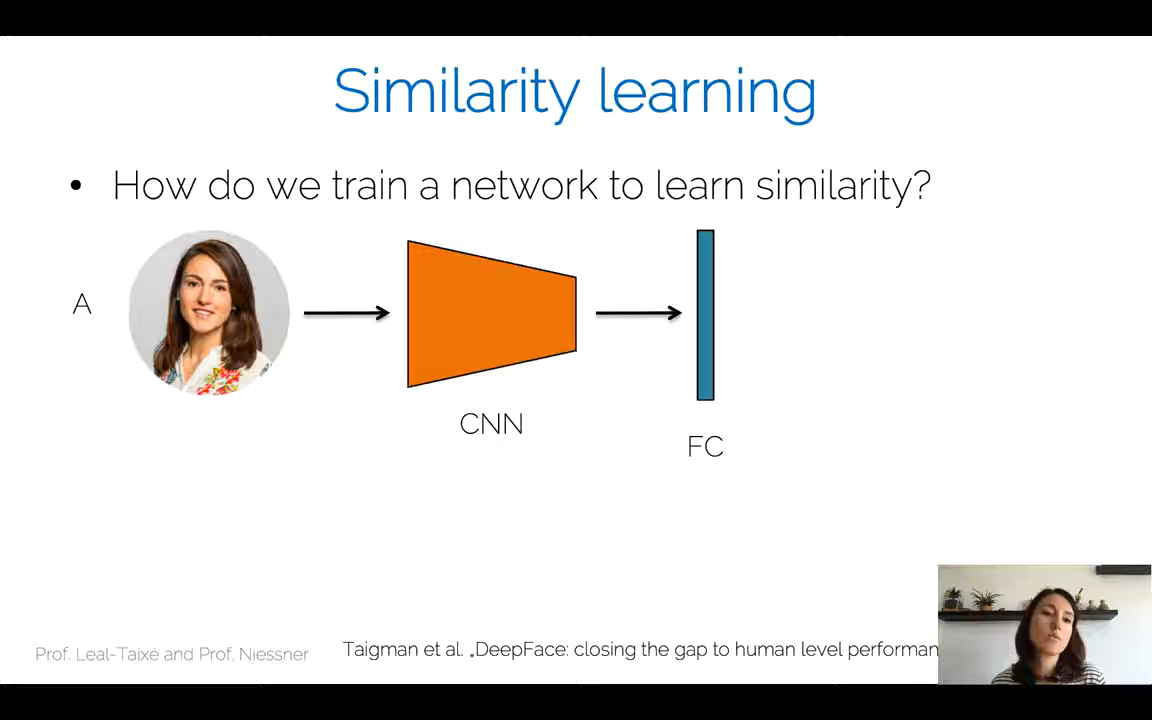 Similarity learning
• How do we train a network to learn similarity?
A
CNN
FC
Prof. Leal-Taixé and Prof. Niessner
Taigman et al. „DeepFace: closing the gap to human level performan